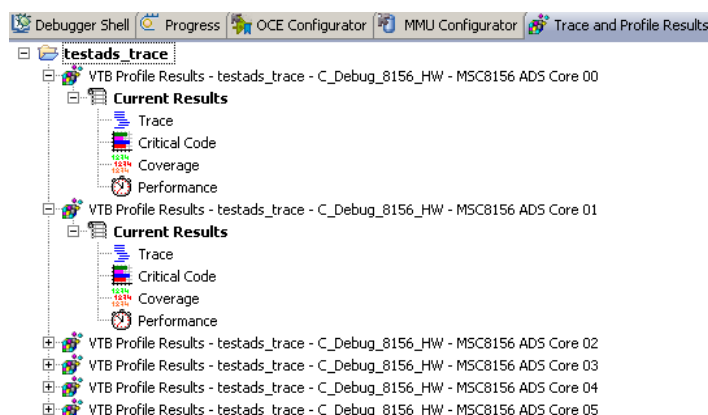 Debugger Shell Progress OCE Configurator MMU Configurator Trace and Profile Results
testads_trace
VTB Profile Results - testads_trace - C_Debug_8156_HW - MSC8156 ADS Core 00
Current Results
Trace
Critical Code
Coverage
Performance
VTB Profile Results - testads_trace - C_Debug_8156_HW - MSC8156 ADS Core 01
Current Results
Trace
Critical Code
Coverage
Performance
VTB Profile Results - testads_trace - C_Debug_8156_HW - MSC8156 ADS Core 02
VTB Profile Results - testads_trace - C_Debug_8156_HW - MSC8156 ADS Core 03
VTB Profile Results - testads_trace - C_Debug_8156_HW - MSC8156 ADS Core 04
VTB Profile Results - testads_trace - C_Debug_8156_HW - MSC8156 ADS Core 05